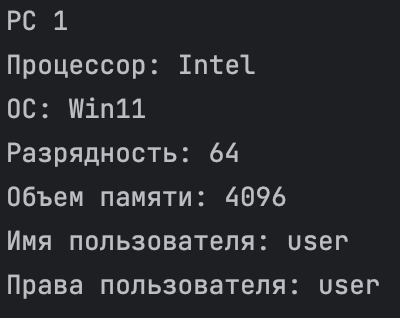 PC 1
Процессор: Intel
ОС: Win11
Разрядность: 64
Объем памяти: 4096
Имя пользователя: user
Права пользователя: user